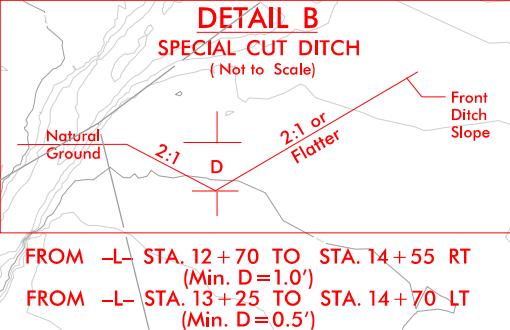 DETAIL B
SPECIAL CUT DITCH
( Not to Scale)
Natural
Ground
2:1
D
2:1 or
Flatter
Front
Ditch
Slope
FROM -L- STA. 12+70 TO STA. 14+55 RT
(Min. D=1.0')
FROM -L- STA. 13+25 TO STA. 14+70 LT
(Min. D=0.5')